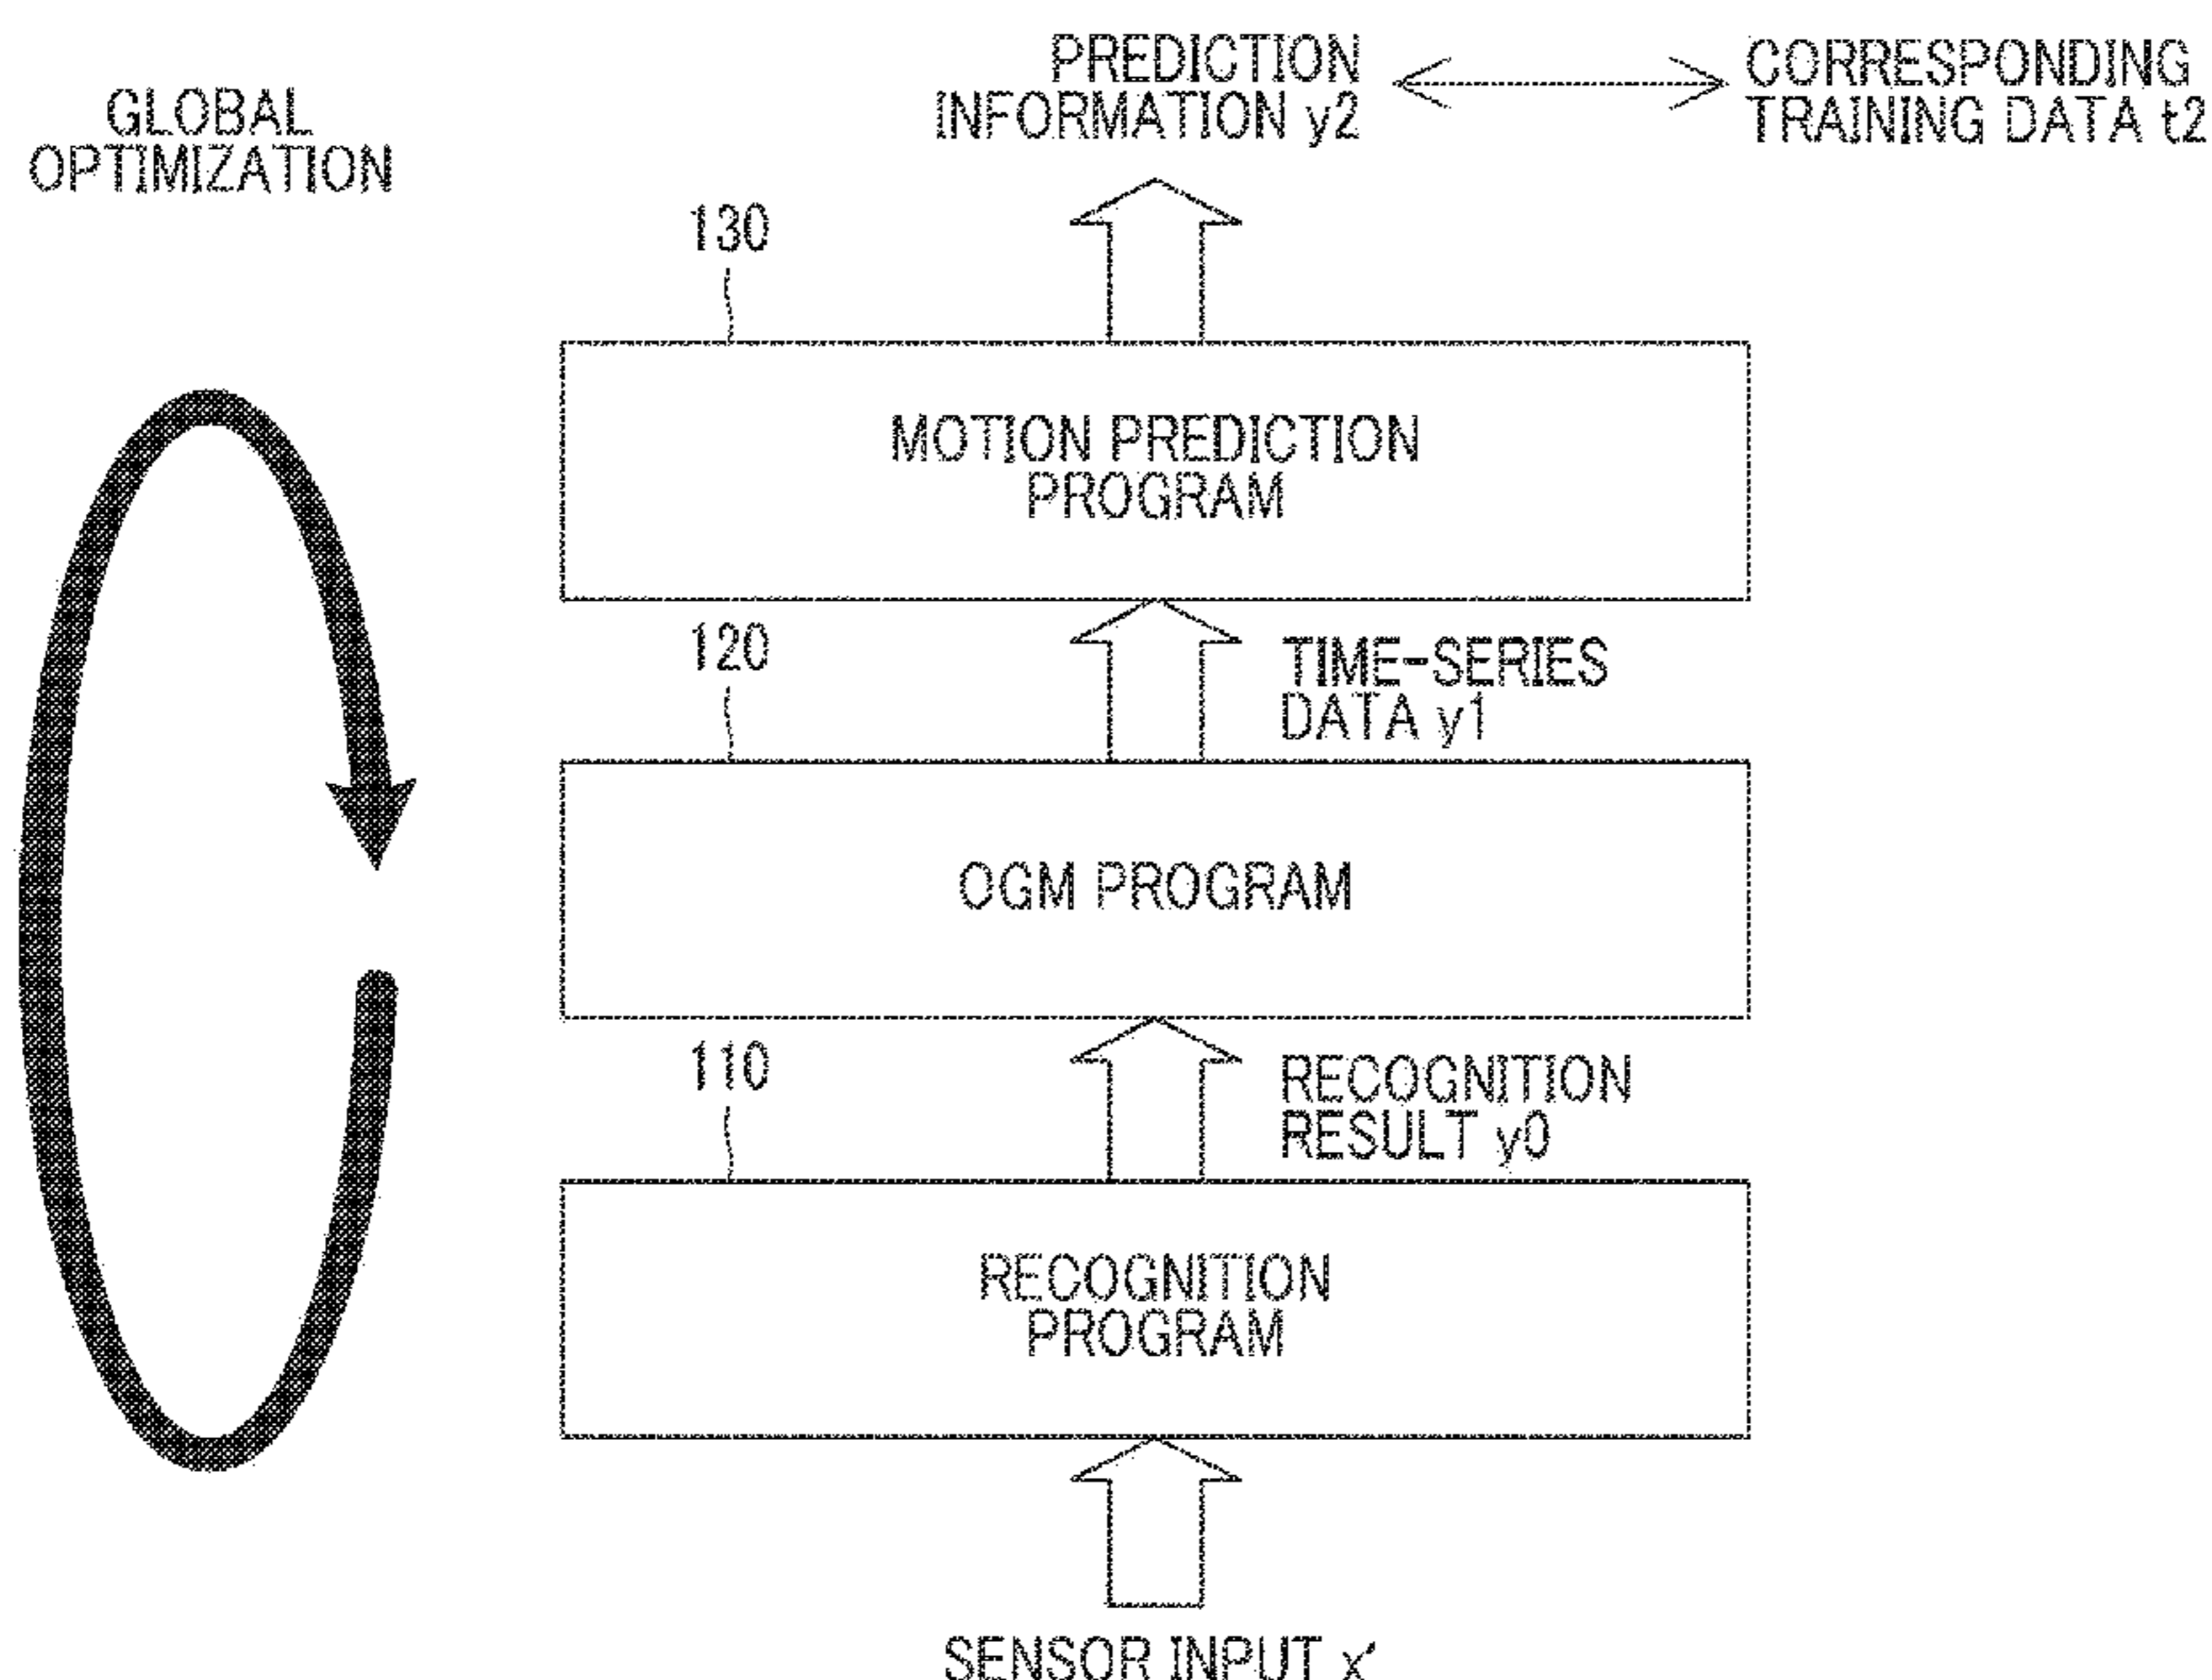 GLOBAL
OPTIMIZATION
PREDICTION
INFORMATION y2
CORRESPONDING
TRAINING DATA t2
130
MOTION PREDICTION
PROGRAM
120
TIME-SERIES
DATA y1
OGM PROGRAM
110
RECOGNITION
RESULT y0
RECOGNITION
PROGRAM
SENSOR INPUT x'